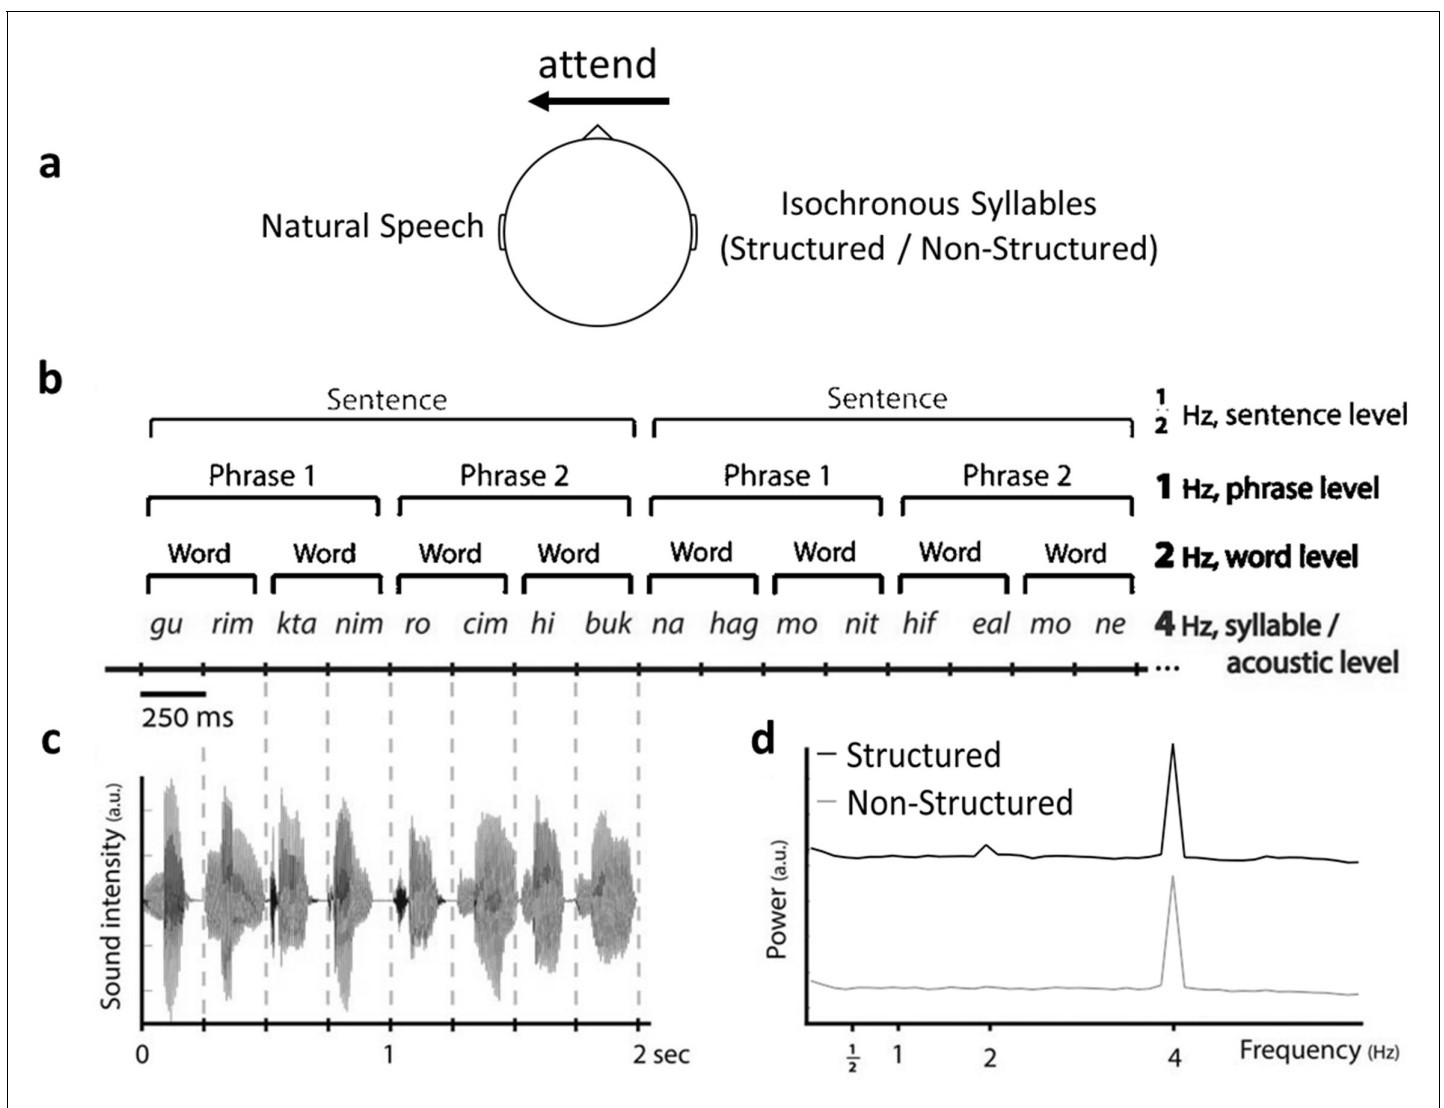 attend
a
Natural Speech
Isochronous Syllables
(Structured / Non-Structured)
b
Sentence Sentence 1/2 Hz, sentence level
Phrase 1 Phrase 2 Phrase 1 Phrase 2 1 Hz, phrase level
Word Word Word Word Word Word Word Word 2 Hz, word level
gu rim kta nim ro cim hi buk na hag mo nit hif eal mo ne 4 Hz, syllable /
... acoustic level
250 ms
c
Sound intensity (a.u.)
0 1 2 sec
d
Structured
Non-Structured
Power (a.u.)
1/2 1 2 4 Frequency (Hz)